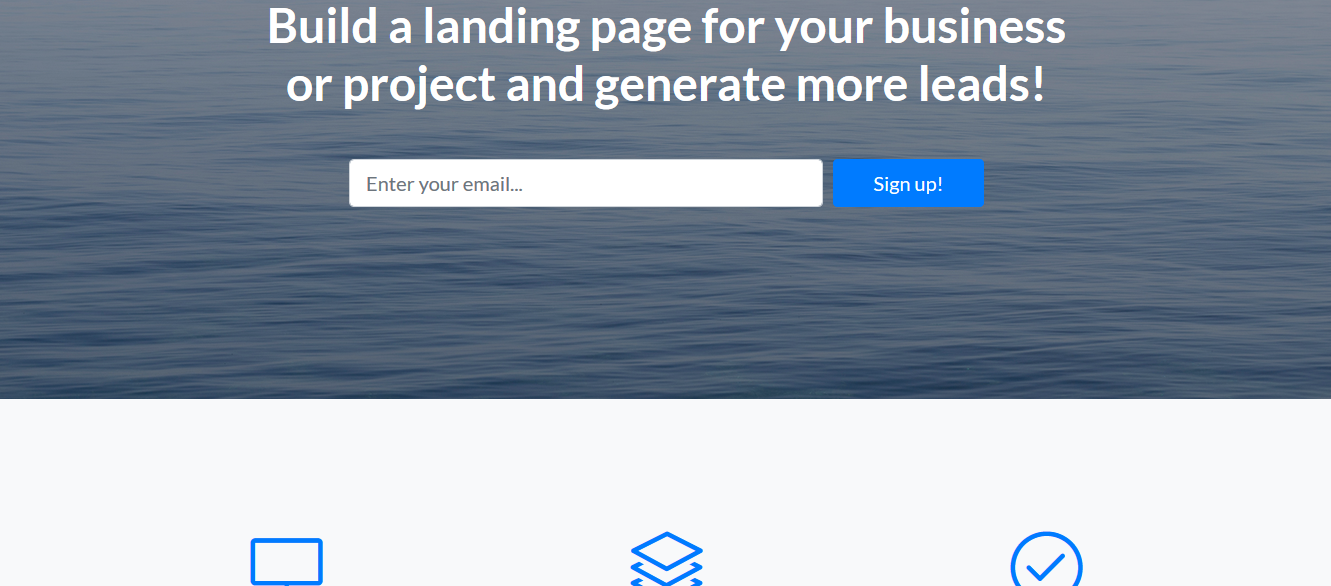 Build a landing page for your business
or project and generate more leads!
Enter your email...
Sign up!